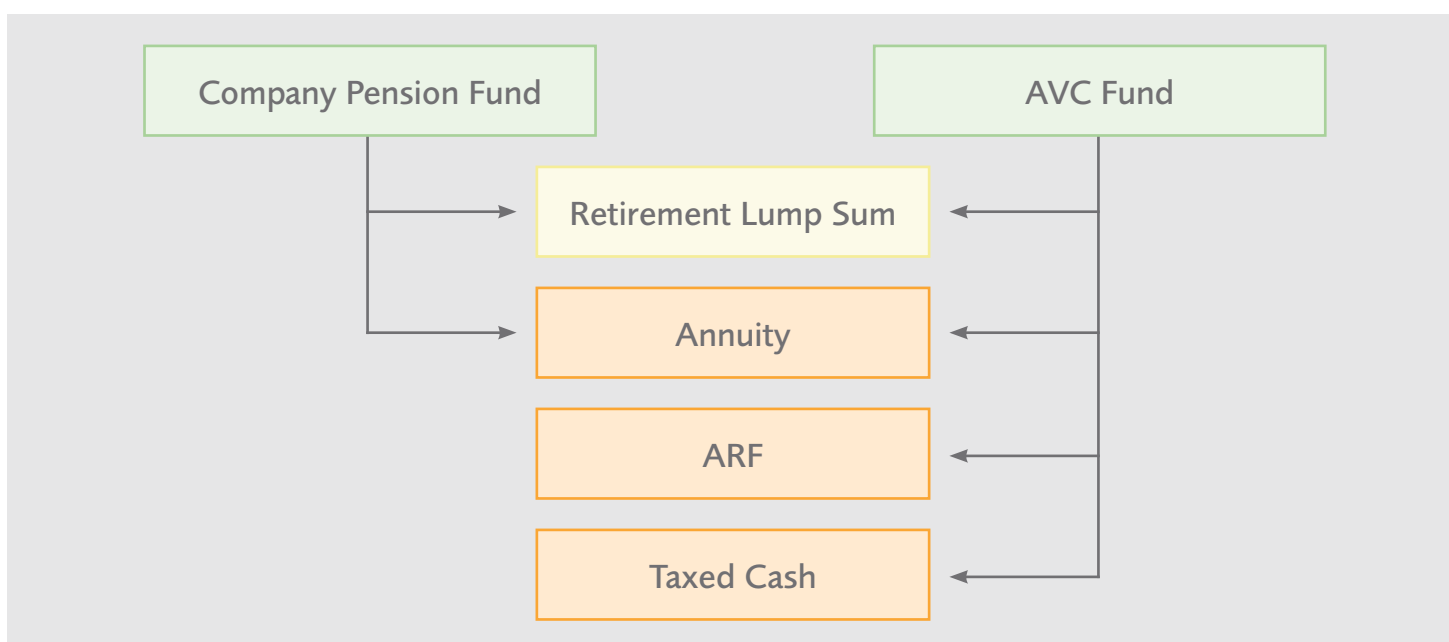 Company Pension Fund
AVC Fund
Retirement Lump Sum
Annuity
ARF
Taxed Cash